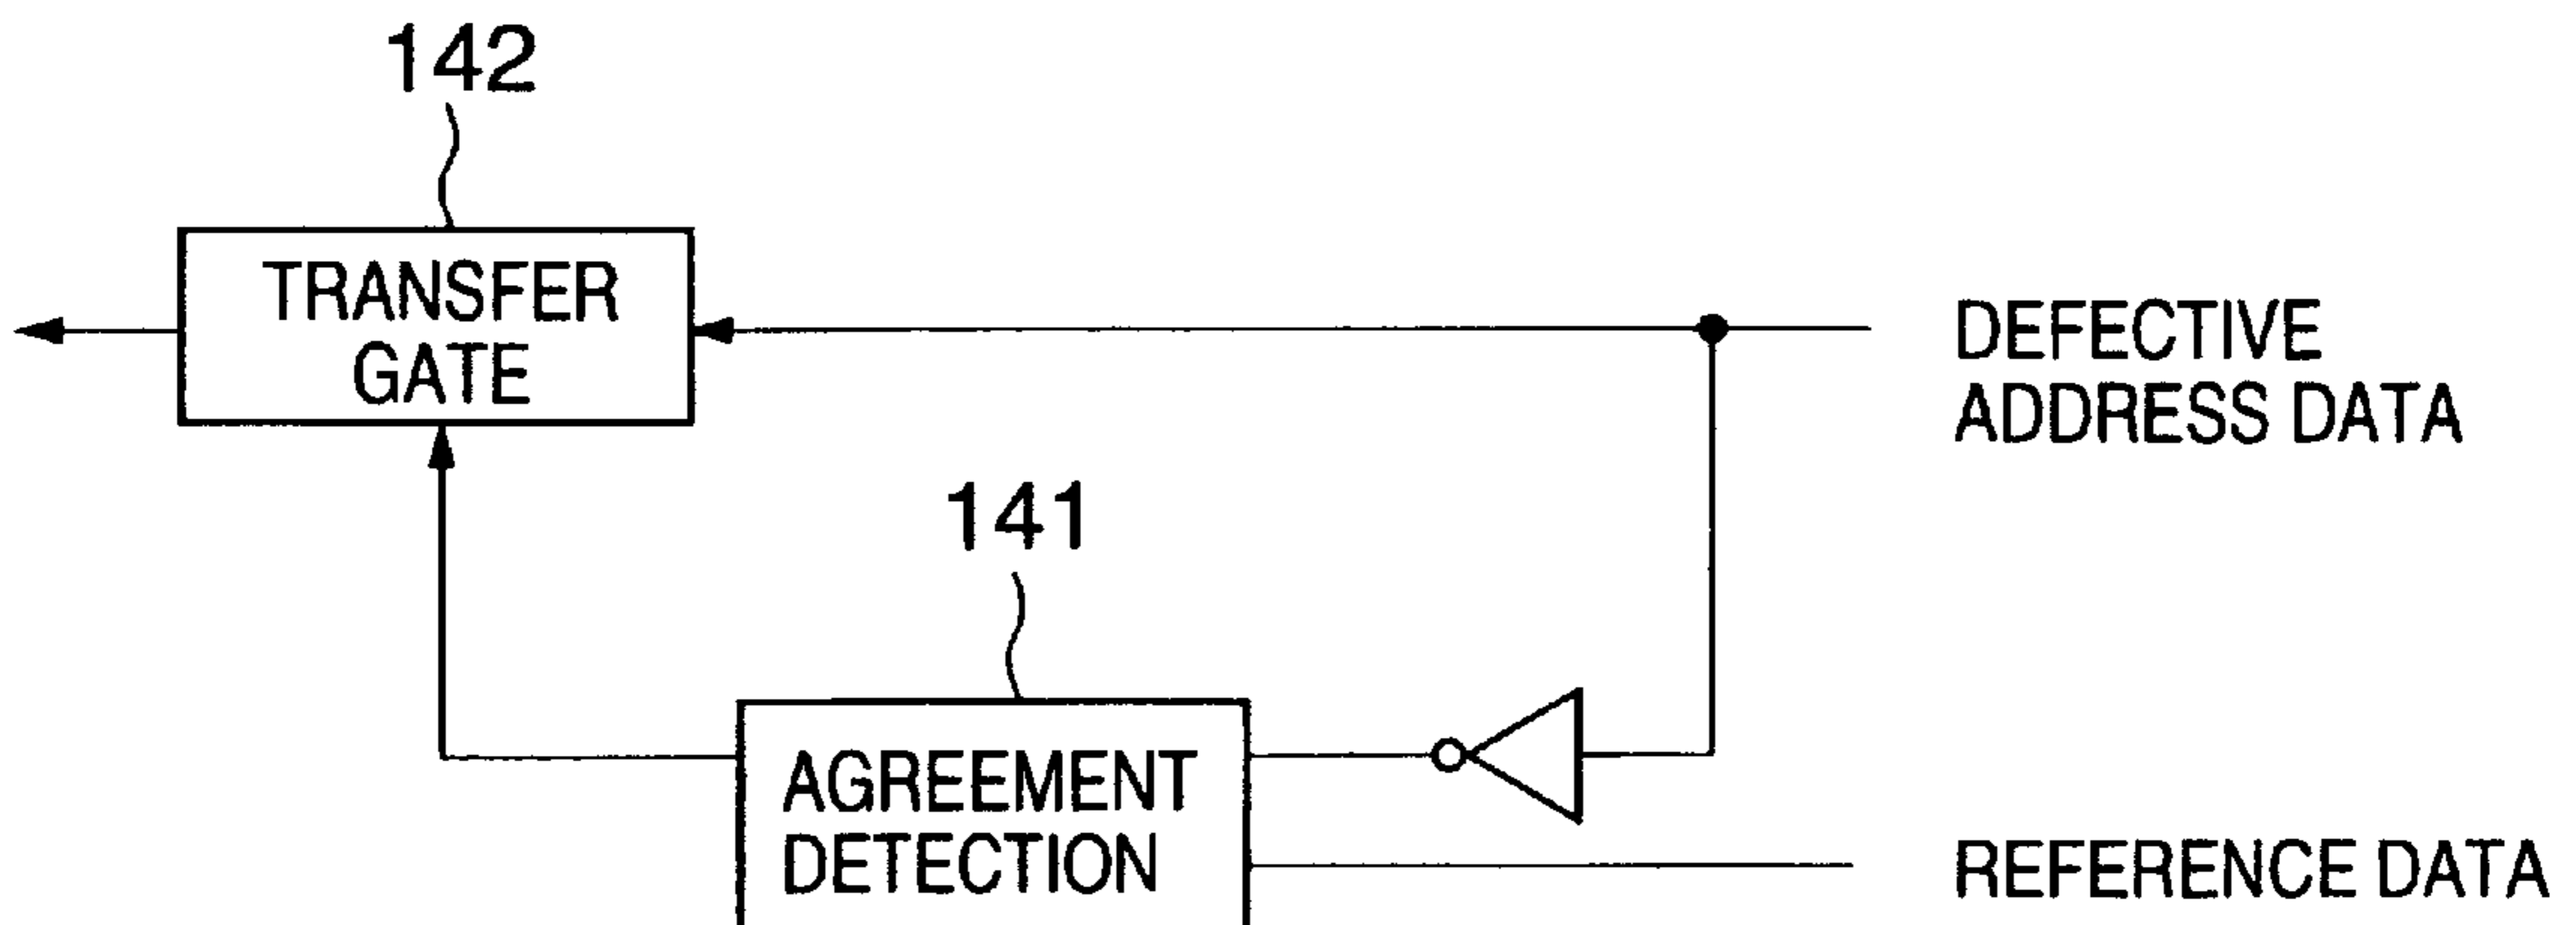 142
TRANSFER
GATE
DEFECTIVE
ADDRESS DATA
141
AGREEMENT
DETECTION
REFERENCE DATA